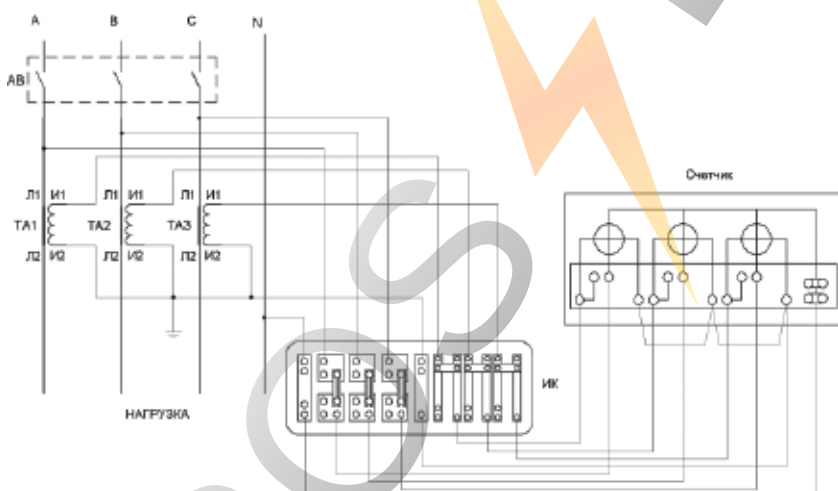 A B C N
АВ
Счетчик
Л1 И1 Л1 И1 Л1 И1
ТА1 ТА2 ТА3
Л2 И2 Л2 И2 Л2 И2
ИК
НАГРУЗКА